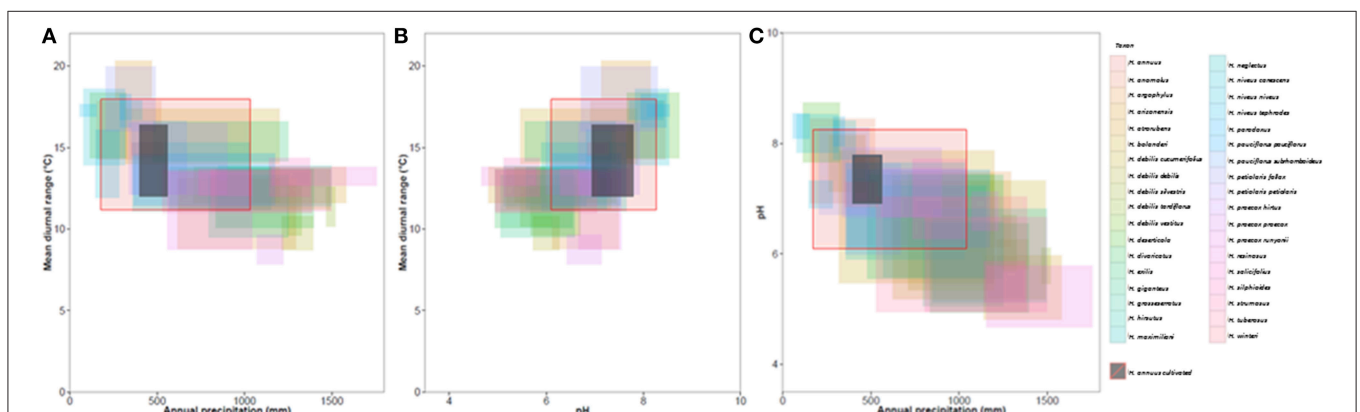 A
B
C
20
15
10
5
0
Mean diurnal range (°C)
0
500
1000
1500
Annual precipitation (mm)
20
15
10
5
0
Mean diurnal range (°C)
4
6
8
10
pH
10
8
6
4
pH
0
500
1000
1500
Annual precipitation (mm)
Taxon
H. annuus
H. anomalus
H. argophyllus
H. arizonensis
H. atrorubens
H. bolanderi
H. debilis cucumerifolius
H. debilis debilis
H. debilis silvestris
H. debilis tardiflorus
H. debilis vestitus
H. deserticola
H. divaricatus
H. exilis
H. giganteus
H. grosseserratus
H. hirsutus
H. maximiliani
H. neglectus
H. niveus canescens
H. niveus niveus
H. niveus tephrodes
H. paradoxus
H. pauciflorus pauciflorus
H. pauciflorus subrhomboideus
H. petiolaris fallax
H. petiolaris petiolaris
H. praecox hirtus
H. praecox praecox
H. praecox runyonii
H. resinosus
H. salicifolius
H. silphioides
H. strumosus
H. tuberosus
H. winteri
H. annuus cultivated